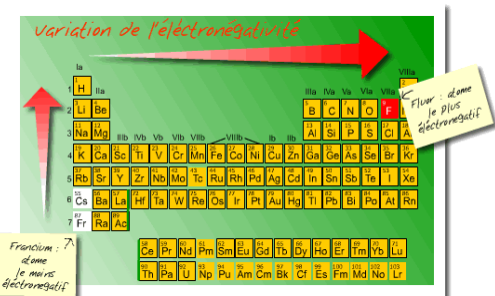 variation de l'éléctronégativité
Ia
VIIIa
1 H IIa IIIa IVa Va VIa VIIa
2 Li Be B C N O F
3 Na Mg IIIb IVb Vb VIb VIIb VIIIb Ib IIb Al Si P S Cl A
4 K Ca Sc Ti V Cr Mn Fe Co Ni Cu Zn Ga Ge As Se Br Kr
5 Rb Sr Y Zr Nb Mo Tc Ru Rh Pd Ag Cd In Sn Sb Te I Xe
6 Cs Ba La Hf Ta W Re Os Ir Pt Au Hg Tl Pb Bi Po At Rn
7 Fr Ra Ac
Ce Pr Nd Pm Sm Eu Gd Tb Dy Ho Er Tm Yb Lu
Th Pa U Np Pu Am Cm Bk Cf Es Fm Md No Lr
Fluor : atome
le plus
électronegatif
Francium :
atome
le moins
éléctronegatif